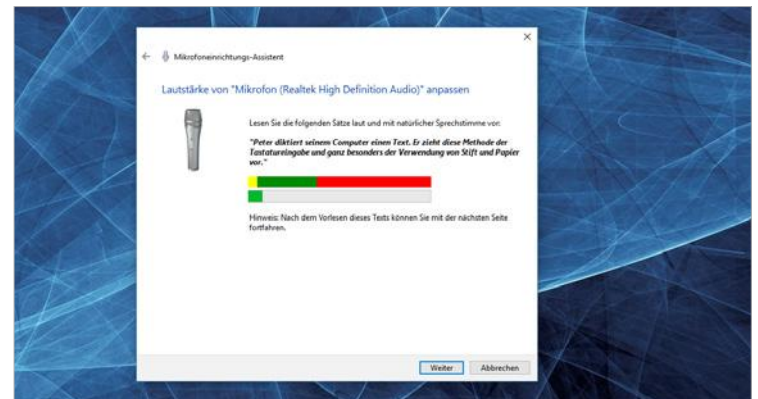 Mikrofoneinrichtungs-Assistent
Lautstärke von "Mikrofon (Realtek High Definition Audio)" anpassen
Lesen Sie die folgenden Sätze laut und mit natürlicher Sprechstimme vor:
"Peter diktiert seinem Computer einen Text. Er zieht diese Methode der
Tastatureingabe und ganz besonders der Verwendung von Stift und Papier
vor."
Hinweis: Nach dem Vorlesen dieses Texts können Sie mit der nächsten Seite
fortfahren.
Weiter Abbrechen